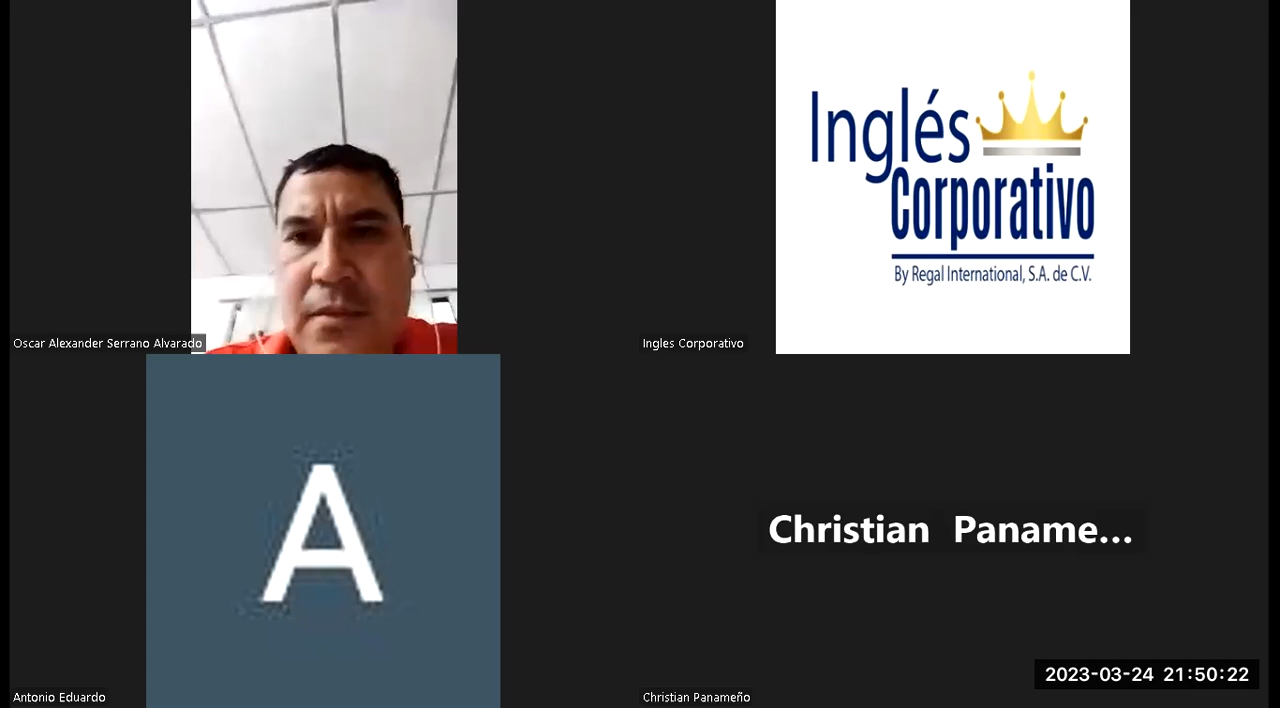 Inglés
Corporativo
By Regal International, S.A. de C.V.
Oscar Alexander Serrano Alvarado
Ingles Corporativo
A
Christian Paname...
Antonio Eduardo
Christian Panameño
2023-03-24 21:50:22